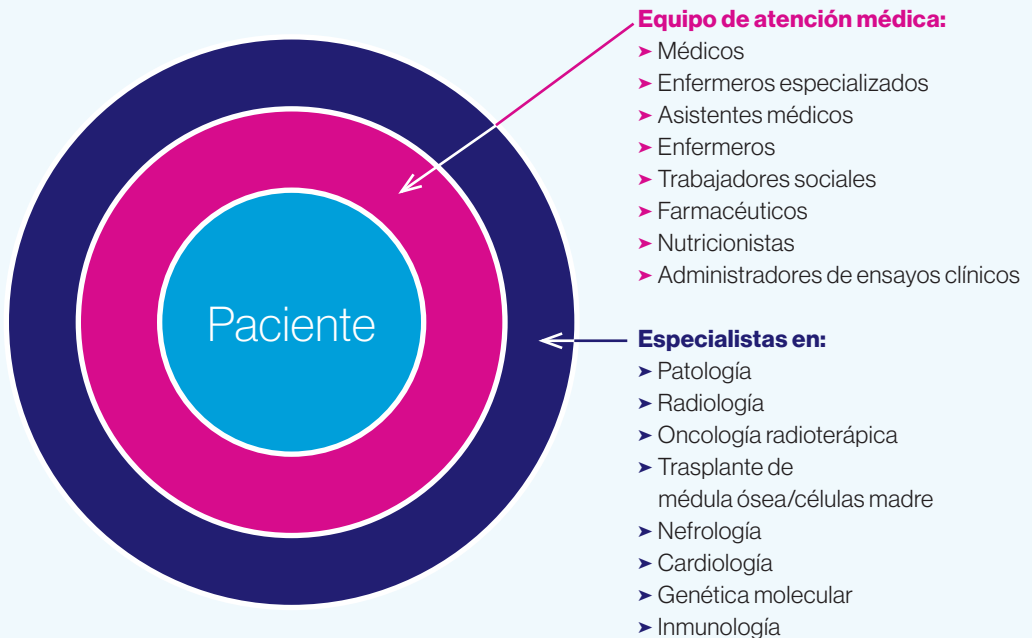 Paciente
Equipo de atención médica:
➤ Médicos
➤ Enfermeros especializados
➤ Asistentes médicos
➤ Enfermeros
➤ Trabajadores sociales
➤ Farmacéuticos
➤ Nutricionistas
➤ Administradores de ensayos clínicos
Especialistas en:
➤ Patología
➤ Radiología
➤ Oncología radioterápica
➤ Trasplante de
médula ósea/células madre
➤ Nefrología
➤ Cardiología
➤ Genética molecular
➤ Inmunología